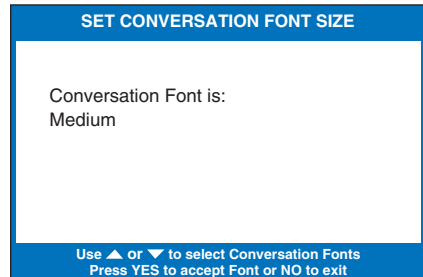 SET CONVERSATION FONT SIZE
Conversation Font is:
Medium
Use ▲ or ▼ to select Conversation Fonts
Press YES to accept Font or NO to exit